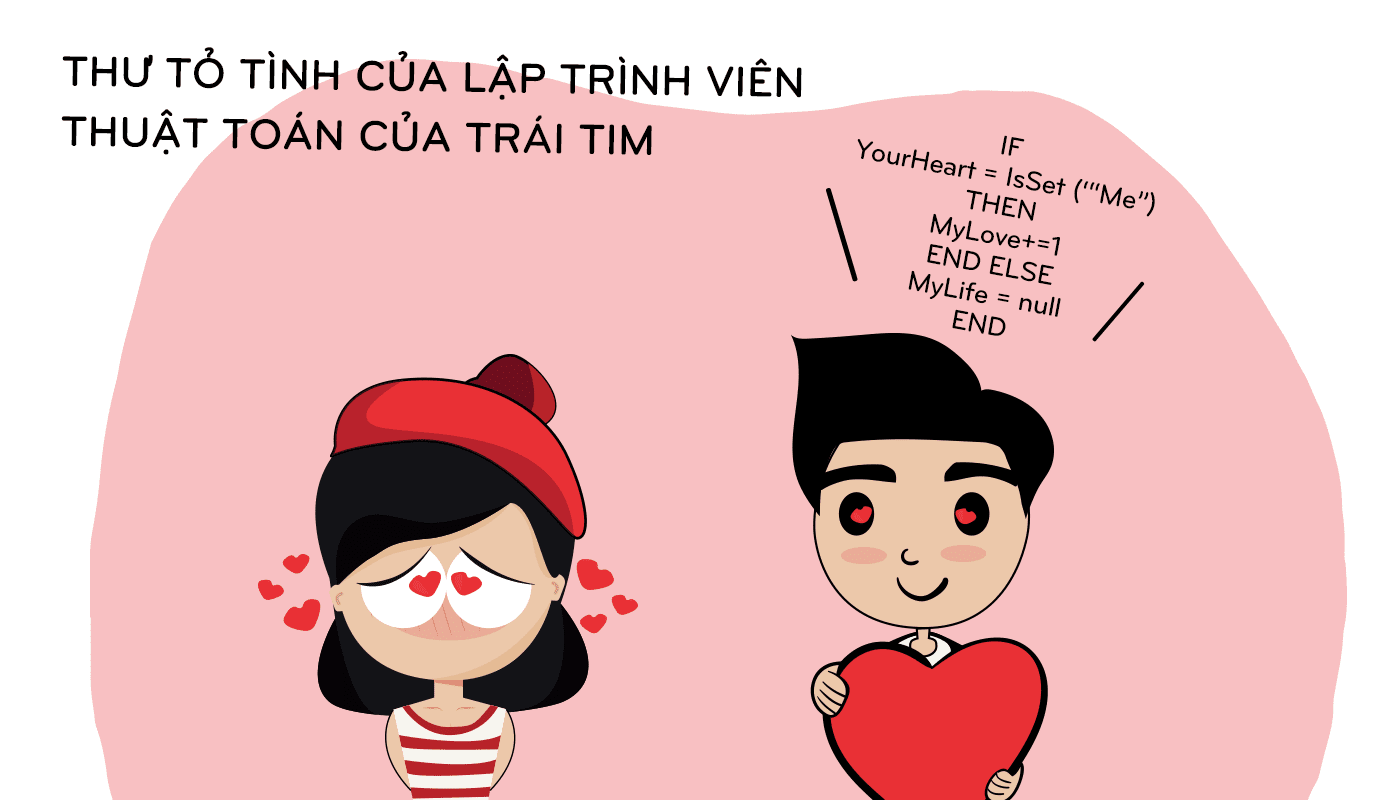 THƯ TỎ TÌNH CỦA LẬP TRÌNH VIÊN
THUẬT TOÁN CỦA TRÁI TIM
IF
YourHeart = IsSet (‘“Me”)
THEN
MyLove+=1
END ELSE
MyLife = null
END